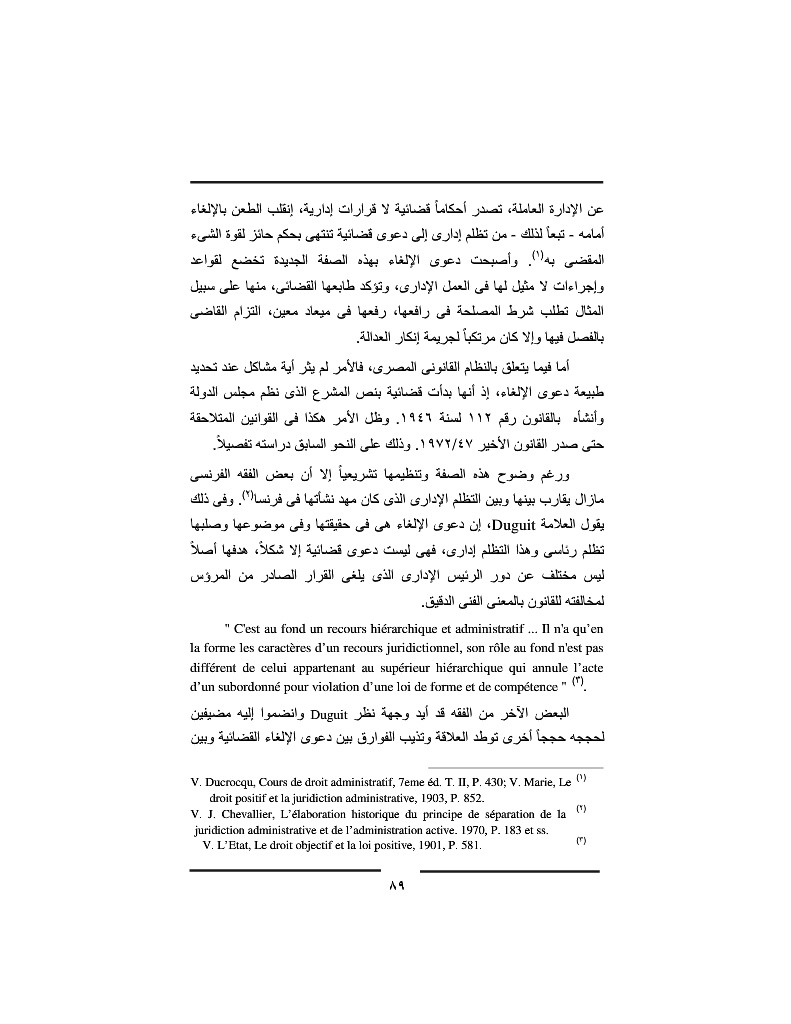 عن الإدارة العاملة، تصدر أحكاماً قضائية لا قرارات إدارية، إنقلب الطعن بالإلغاء
أمامه - تبعاً لذلك - من تظلم إدارى إلى دعوى قضائية تنتهى بحكم حائز لقوة الشىء
المقضى به(١). وأصبحت دعوى الإلغاء بهذه الصفة الجديدة تخضع لقواعد
وإجراءات لا مثيل لها فى العمل الإدارى، وتؤكد طابعها القضائى، منها على سبيل
المثال تطلب شرط المصلحة فى رافعها، رفعها فى ميعاد معين، التزام القاضى
بالفصل فيها وإلا كان مرتكباً لجريمة إنكار العدالة.
أما فيما يتعلق بالنظام القانونى المصرى، فالأمر لم يثر أية مشاكل عند تحديد
طبيعة دعوى الإلغاء، إذ أنها بدأت قضائية بنص المشرع الذى نظم مجلس الدولة
وأنشأه بالقانون رقم ١١٢ لسنة ١٩٤٦. وظل الأمر هكذا فى القوانين المتلاحقة
حتى صدر القانون الأخير ١٩٧٢/٤٧. وذلك على النحو السابق دراسته تفصيلاً.
ورغم وضوح هذه الصفة وتنظيمها تشريعياً إلا أن بعض الفقه الفرنسى
مازال يقارب بينها وبين التظلم الإدارى الذى كان مهد نشأتها فى فرنسا(٢). وفى ذلك
يقول العلامة Duguit، إن دعوى الإلغاء هى فى حقيقتها وفى موضوعها وصلبها
تظلم رئاسى وهذا التظلم إدارى، فهى ليست دعوى قضائية إلا شكلاً، هدفها أصلاً
ليس مختلف عن دور الرئيس الإدارى الذى يلغى القرار الصادر من المرؤس
لمخالفته للقانون بالمعنى الفنى الدقيق.
" C'est au fond un recours hiérarchique et administratif ... Il n'a qu'en
la forme les caractères d'un recours juridictionnel, son rôle au fond n'est pas
différent de celui appartenant au supérieur hiérarchique qui annule l'acte
d'un subordonné pour violation d'une loi de forme et de compétence " (٣).
البعض الآخر من الفقه قد أيد وجهة نظر Duguit وانضموا إليه مضيفين
لحججه حججاً أخرى توطد العلاقة وتذيب الفوارق بين دعوى الإلغاء القضائية وبين
V. Ducrocqu, Cours de droit administratif, 7eme éd. T. II, P. 430; V. Marie, Le (١)
droit positif et la juridiction administrative, 1903, P. 852.
V. J. Chevallier, L'élaboration historique du principe de séparation de la (٢)
juridiction administrative et de l'administration active. 1970, P. 183 et ss.
V. L'Etat, Le droit objectif et la loi positive, 1901, P. 581. (٣)
٨٩